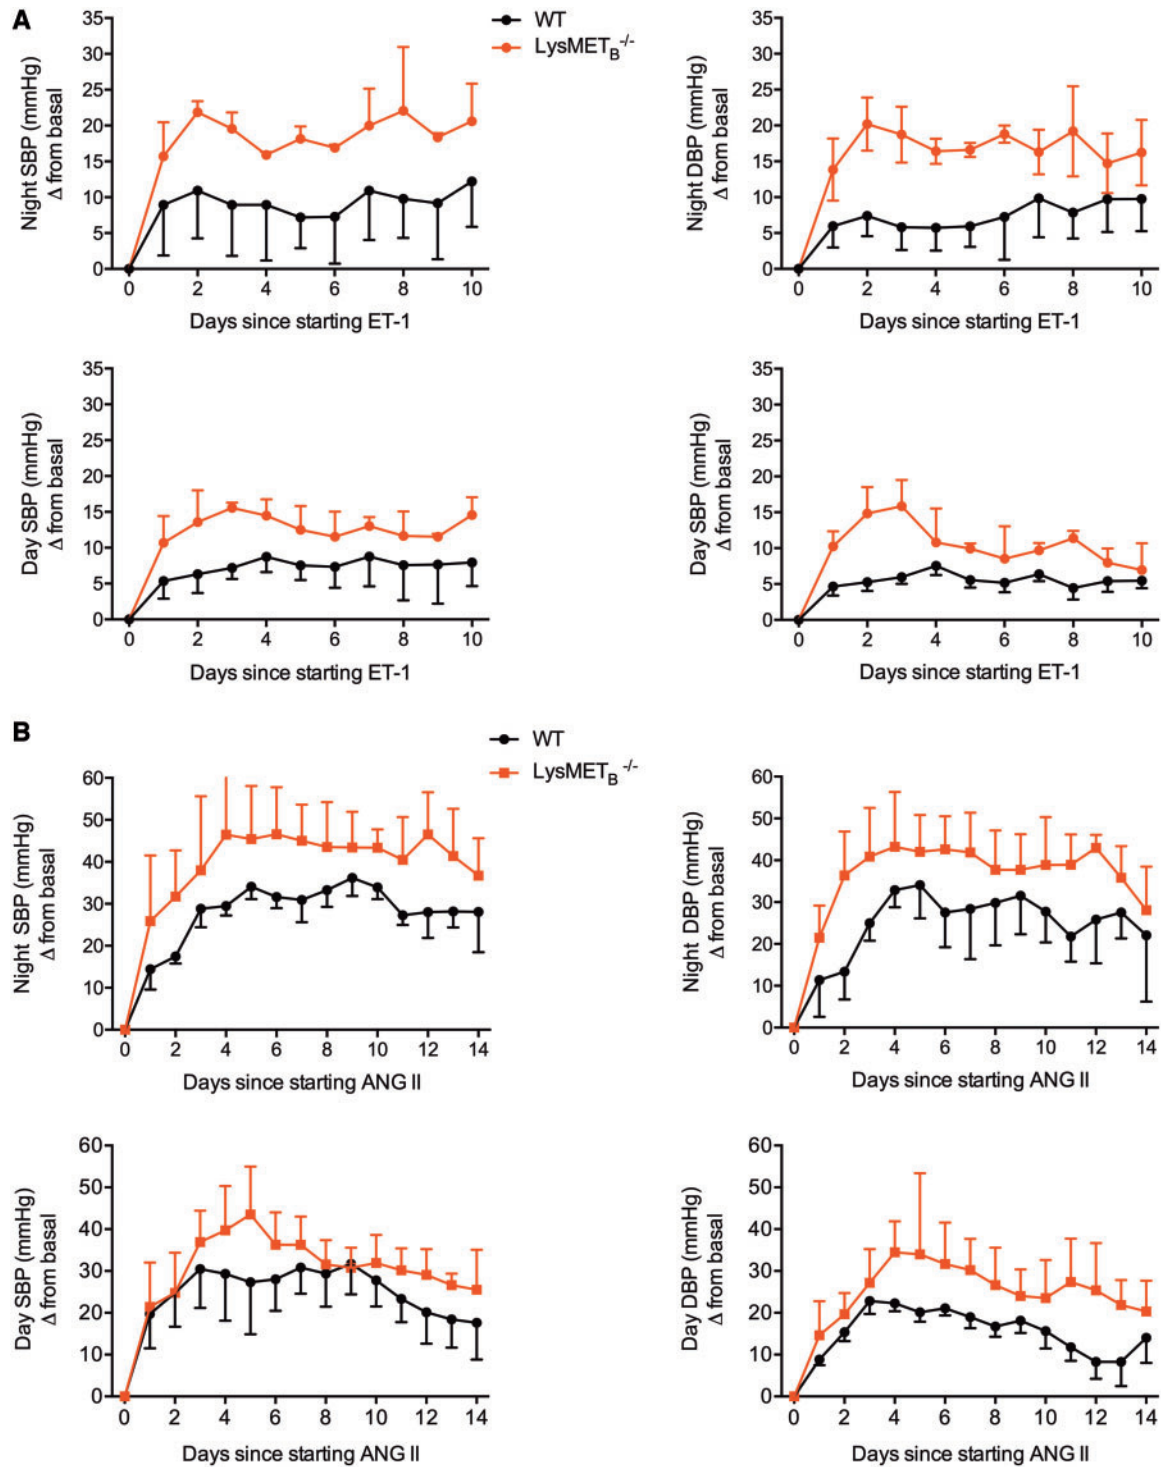 A
WT
LysMETB-/-
35
30
25
20
15
10
5
0
Night SBP (mmHg)
Δ from basal
0 2 4 6 8 10
Days since starting ET-1
35
30
25
20
15
10
5
0
Night DBP (mmHg)
Δ from basal
0 2 4 6 8 10
Days since starting ET-1
35
30
25
20
15
10
5
0
Day SBP (mmHg)
Δ from basal
0 2 4 6 8 10
Days since starting ET-1
35
30
25
20
15
10
5
0
Day SBP (mmHg)
Δ from basal
0 2 4 6 8 10
Days since starting ET-1
B
WT
LysMETB -/-
60
50
40
30
20
10
0
Night SBP (mmHg)
Δ from basal
0 2 4 6 8 10 12 14
Days since starting ANG II
60
50
40
30
20
10
0
Night DBP (mmHg)
Δ from basal
0 2 4 6 8 10 12 14
Days since starting ANG II
60
50
40
30
20
10
0
Day SBP (mmHg)
Δ from basal
0 2 4 6 8 10 12 14
Days since starting ANG II
60
50
40
30
20
10
0
Day DBP (mmHg)
Δ from basal
0 2 4 6 8 10 12 14
Days since starting ANG II